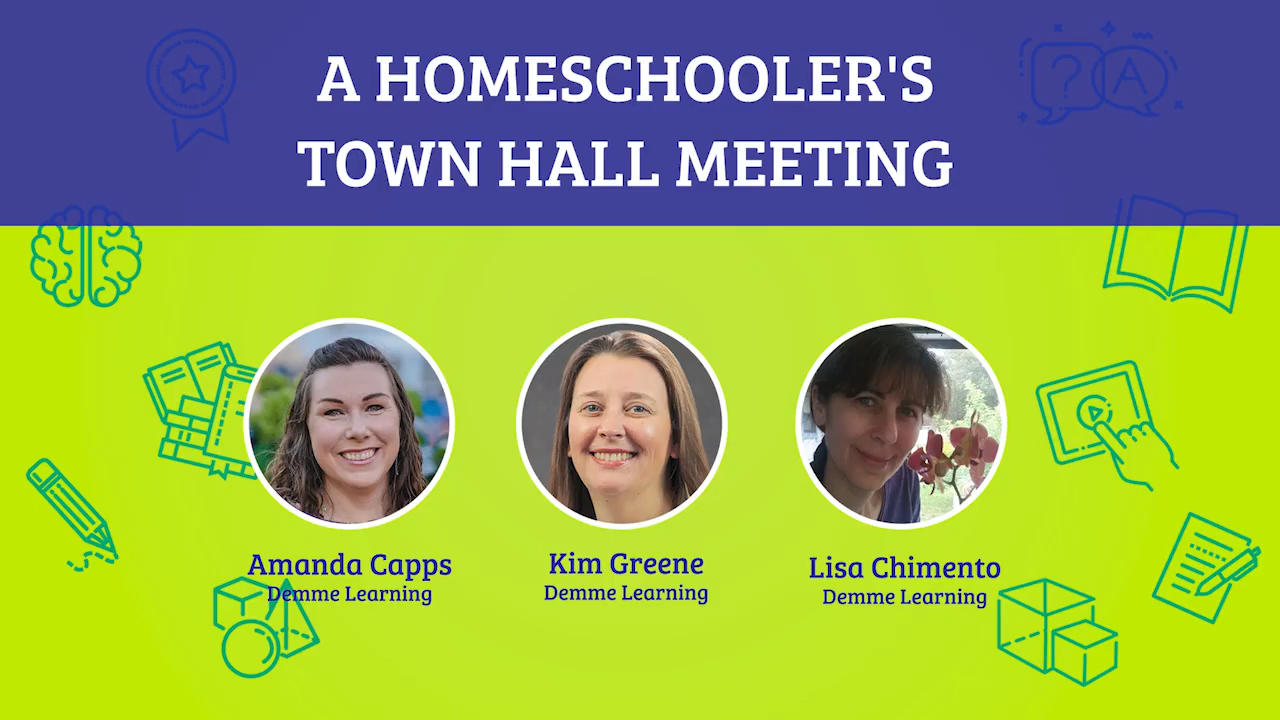 A HOMESCHOOLER'S
TOWN HALL MEETING
? A
Amanda Capps
Demme Learning
Kim Greene
Demme Learning
Lisa Chimento
Demme Learning